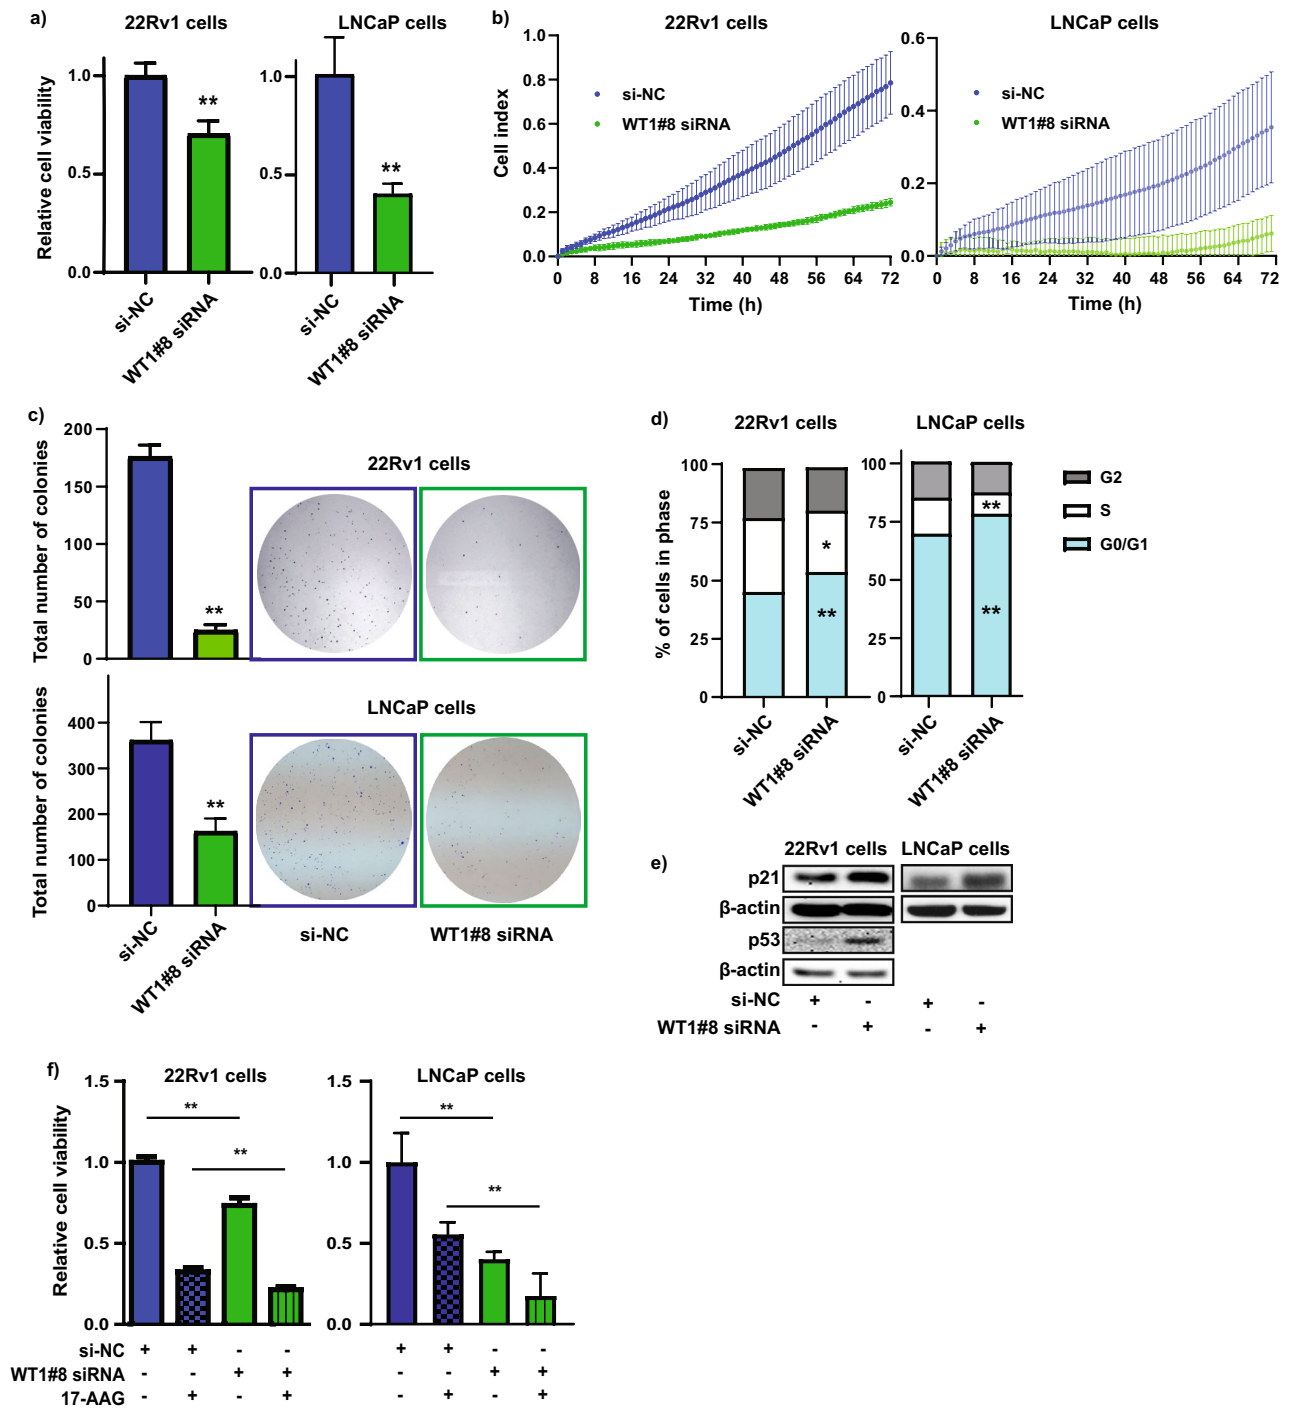 a)
22Rv1 cells
LNCaP cells
Relative cell viability
1.0
0.5
0.0
**
si-NC
WT1#8 siRNA
1.0
0.5
0.0
**
si-NC
WT1#8 siRNA
b)
22Rv1 cells
LNCaP cells
Cell index
1.0
0.8
0.6
0.4
0.2
0.0
si-NC
WT1#8 siRNA
0 8 16 24 32 40 48 56 64 72
Time (h)
0.6
0.4
0.2
0.0
si-NC
WT1#8 siRNA
0 8 16 24 32 40 48 56 64 72
Time (h)
c)
Total number of colonies
200
150
100
50
0
**
22Rv1 cells
Total number of colonies
400
300
200
100
0
**
LNCaP cells
si-NC
WT1#8 siRNA
si-NC
WT1#8 siRNA
d)
22Rv1 cells
LNCaP cells
% of cells in phase
100
75
50
25
0
*
**
si-NC
WT1#8 siRNA
100
75
50
25
0
**
**
si-NC
WT1#8 siRNA
G2
S
G0/G1
e)
22Rv1 cells
LNCaP cells
p21
β-actin
p53
β-actin
si-NC + - + -
WT1#8 siRNA - + - +
f)
22Rv1 cells
LNCaP cells
Relative cell viability
1.5
1.0
0.5
0.0
**
**
1.5
1.0
0.5
0.0
**
**
si-NC + + - - + + - -
WT1#8 siRNA - - + + - - + +
17-AAG - + - + - + - +